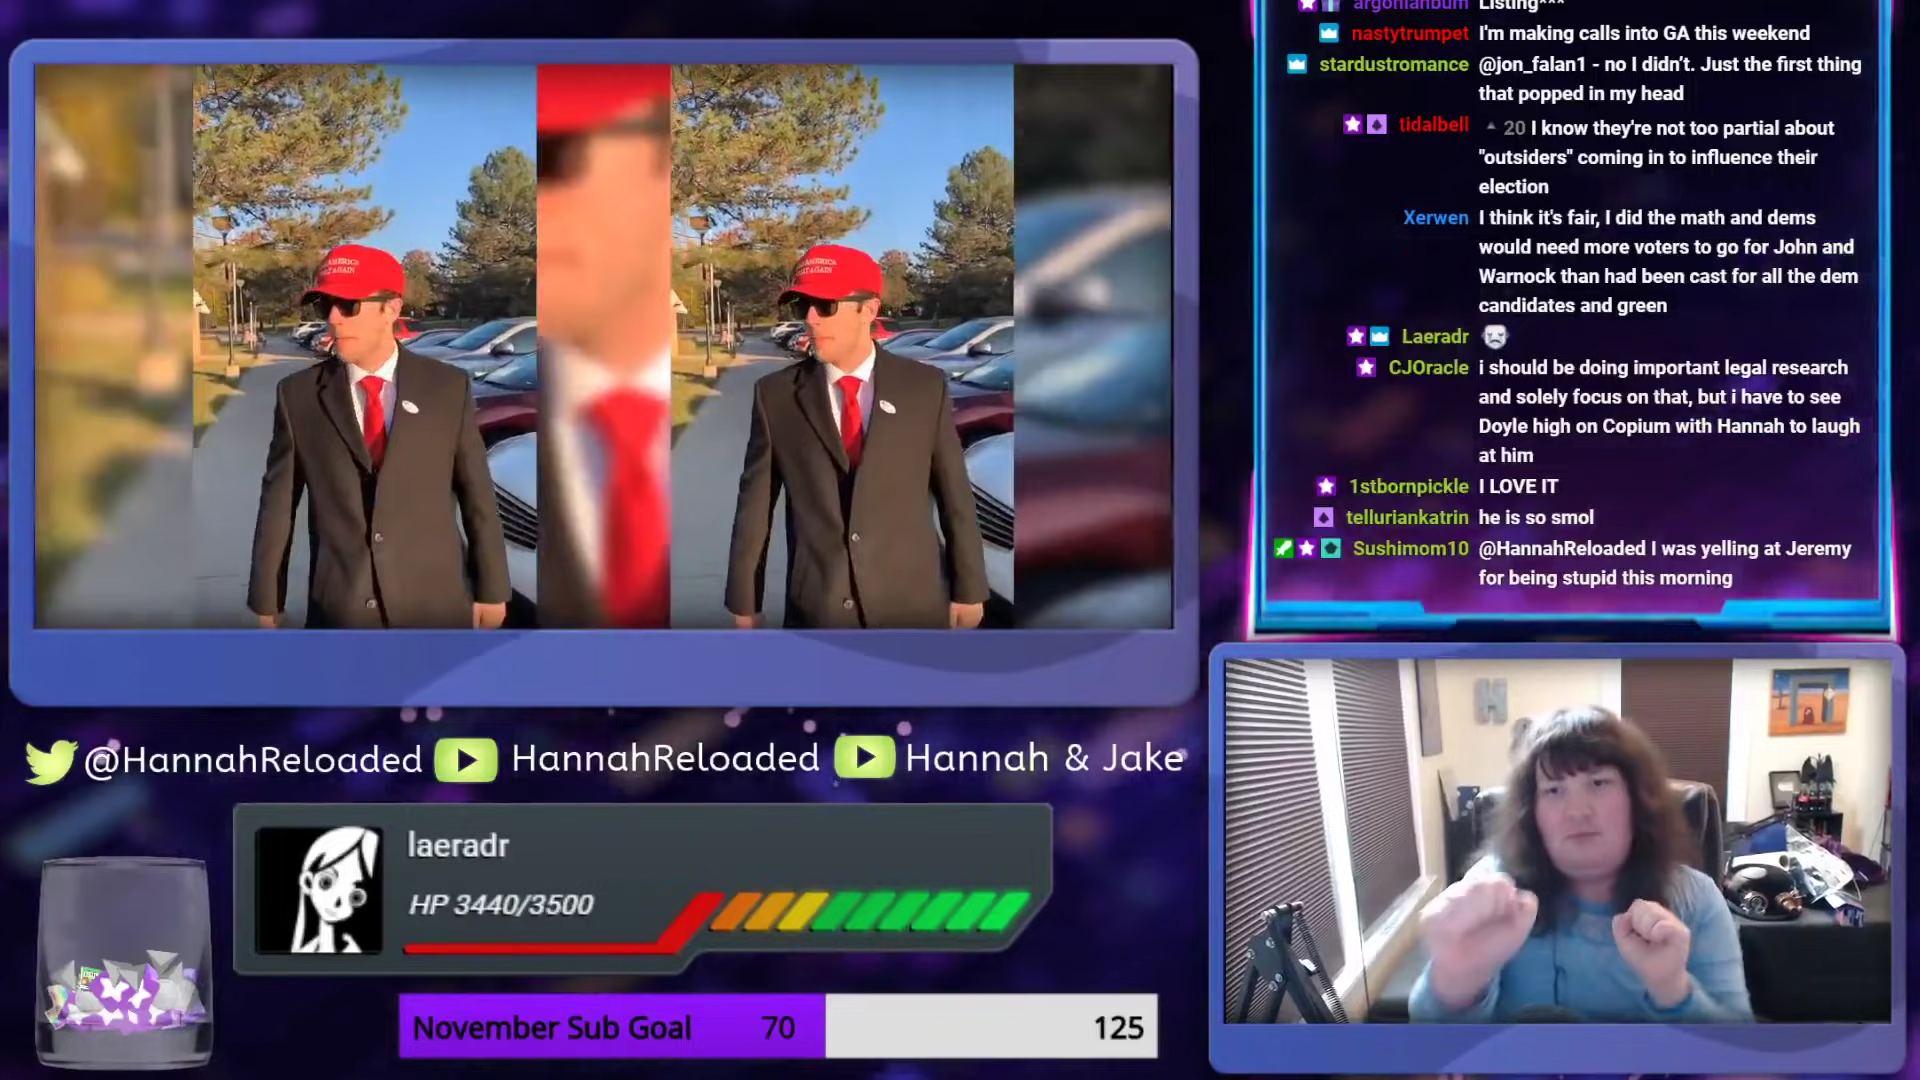 argonianbum Listing***
nastytrumpet I'm making calls into GA this weekend
stardustromance @jon_falan1 - no I didn't. Just the first thing
that popped in my head
tidalbell 20 I know they're not too partial about
"outsiders" coming in to influence their
election
Xerwen I think it's fair, I did the math and dems
would need more voters to go for John and
Warnock than had been cast for all the dem
candidates and green
Laeradr
CJOracle i should be doing important legal research
and solely focus on that, but i have to see
Doyle high on Copium with Hannah to laugh
at him
1stbornpickle I LOVE IT
telluriankatrin he is so smol
Sushimom10 @HannahReloaded I was yelling at Jeremy
for being stupid this morning
AMERICA
AGAIN
AMERICA
AGAIN
H
@HannahReloaded HannahReloaded Hannah & Jake
laeradr
HP 3440/3500
November Sub Goal 70 125